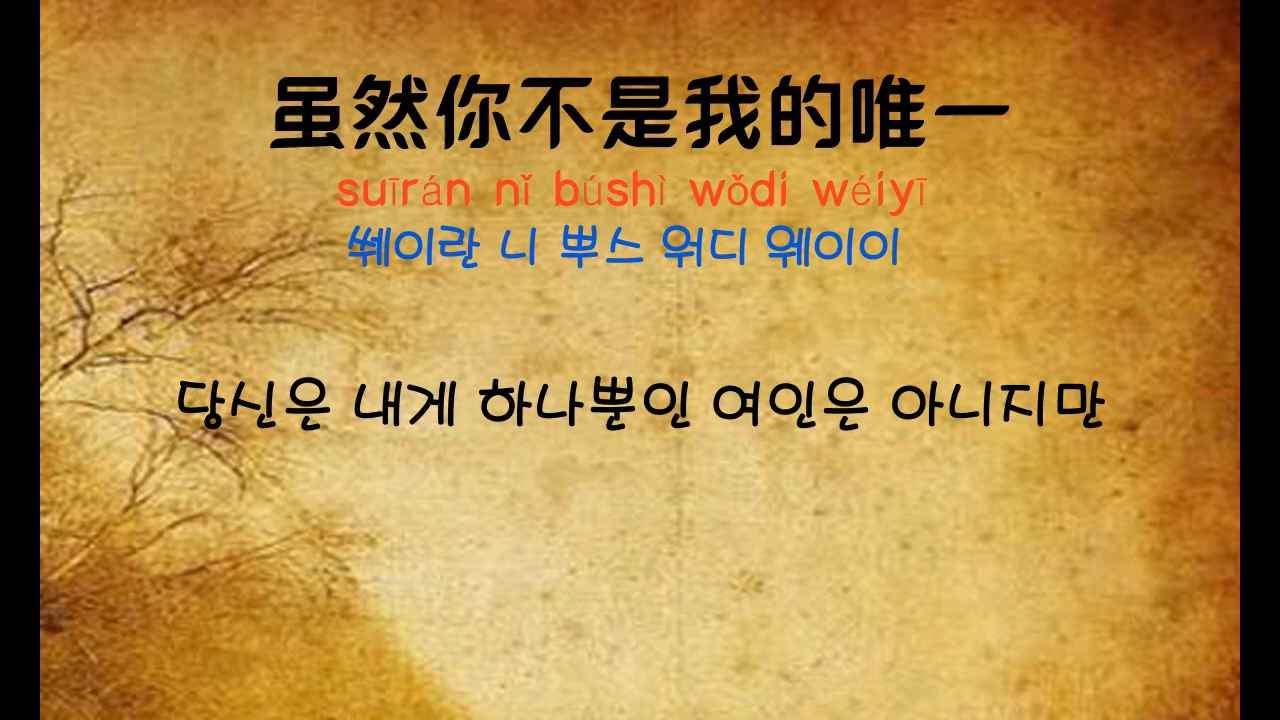 虽然你不是我的唯一
suīrán nǐ búshì wǒdi wéiyī
쒜이란 니 뿌스 워디 웨이이
당신은 내게 하나뿐인 여인은 아니지만